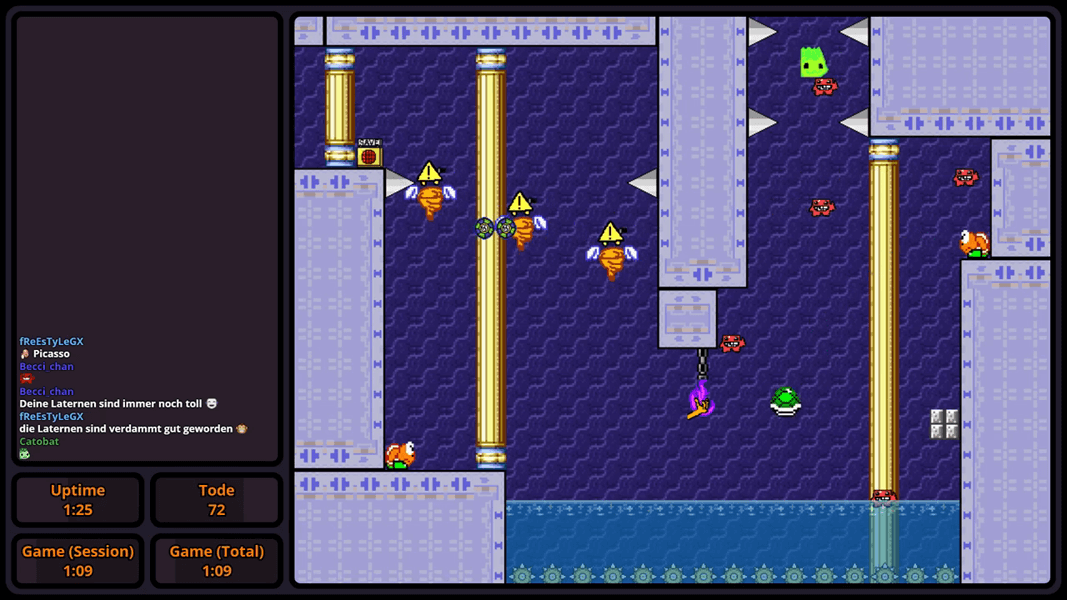 fReEsTyLeGX
Picasso
Becci chan
Becci chan
Deine Laternen sind immer noch toll
fReEsTyLeGX
die Laternen sind verdammt gut geworden
Catobat
Uptime
1:25
Tode
72
Game (Session)
1:09
Game (Total)
1:09
SAVE!